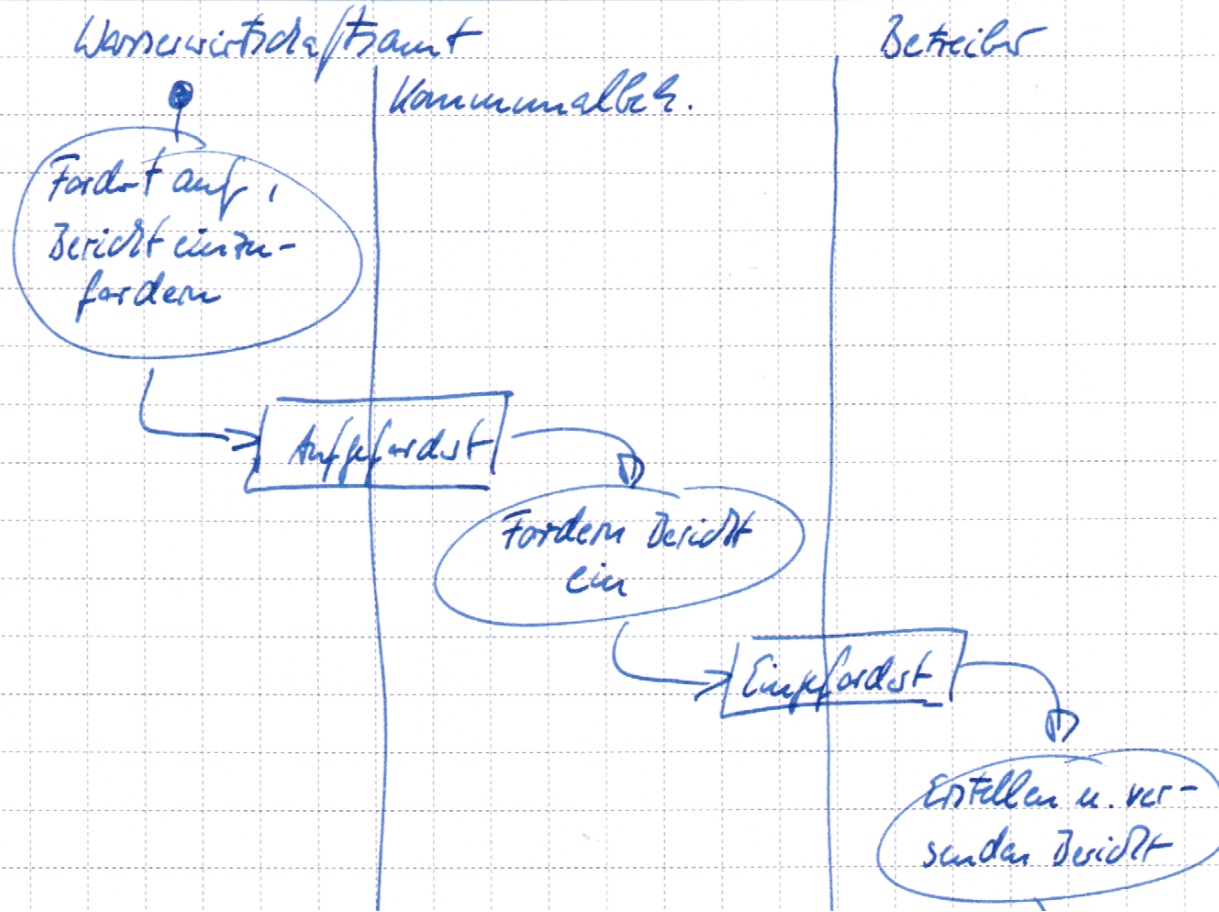 Wasserwirtschaftsamt
Betreiber
Kommunalbeh.
Fordert auf,
Bericht einzu-
fordern
Aufgefordert
Fordern Bericht
ein
Eingefordert
Erstellen u. ver-
senden Bericht